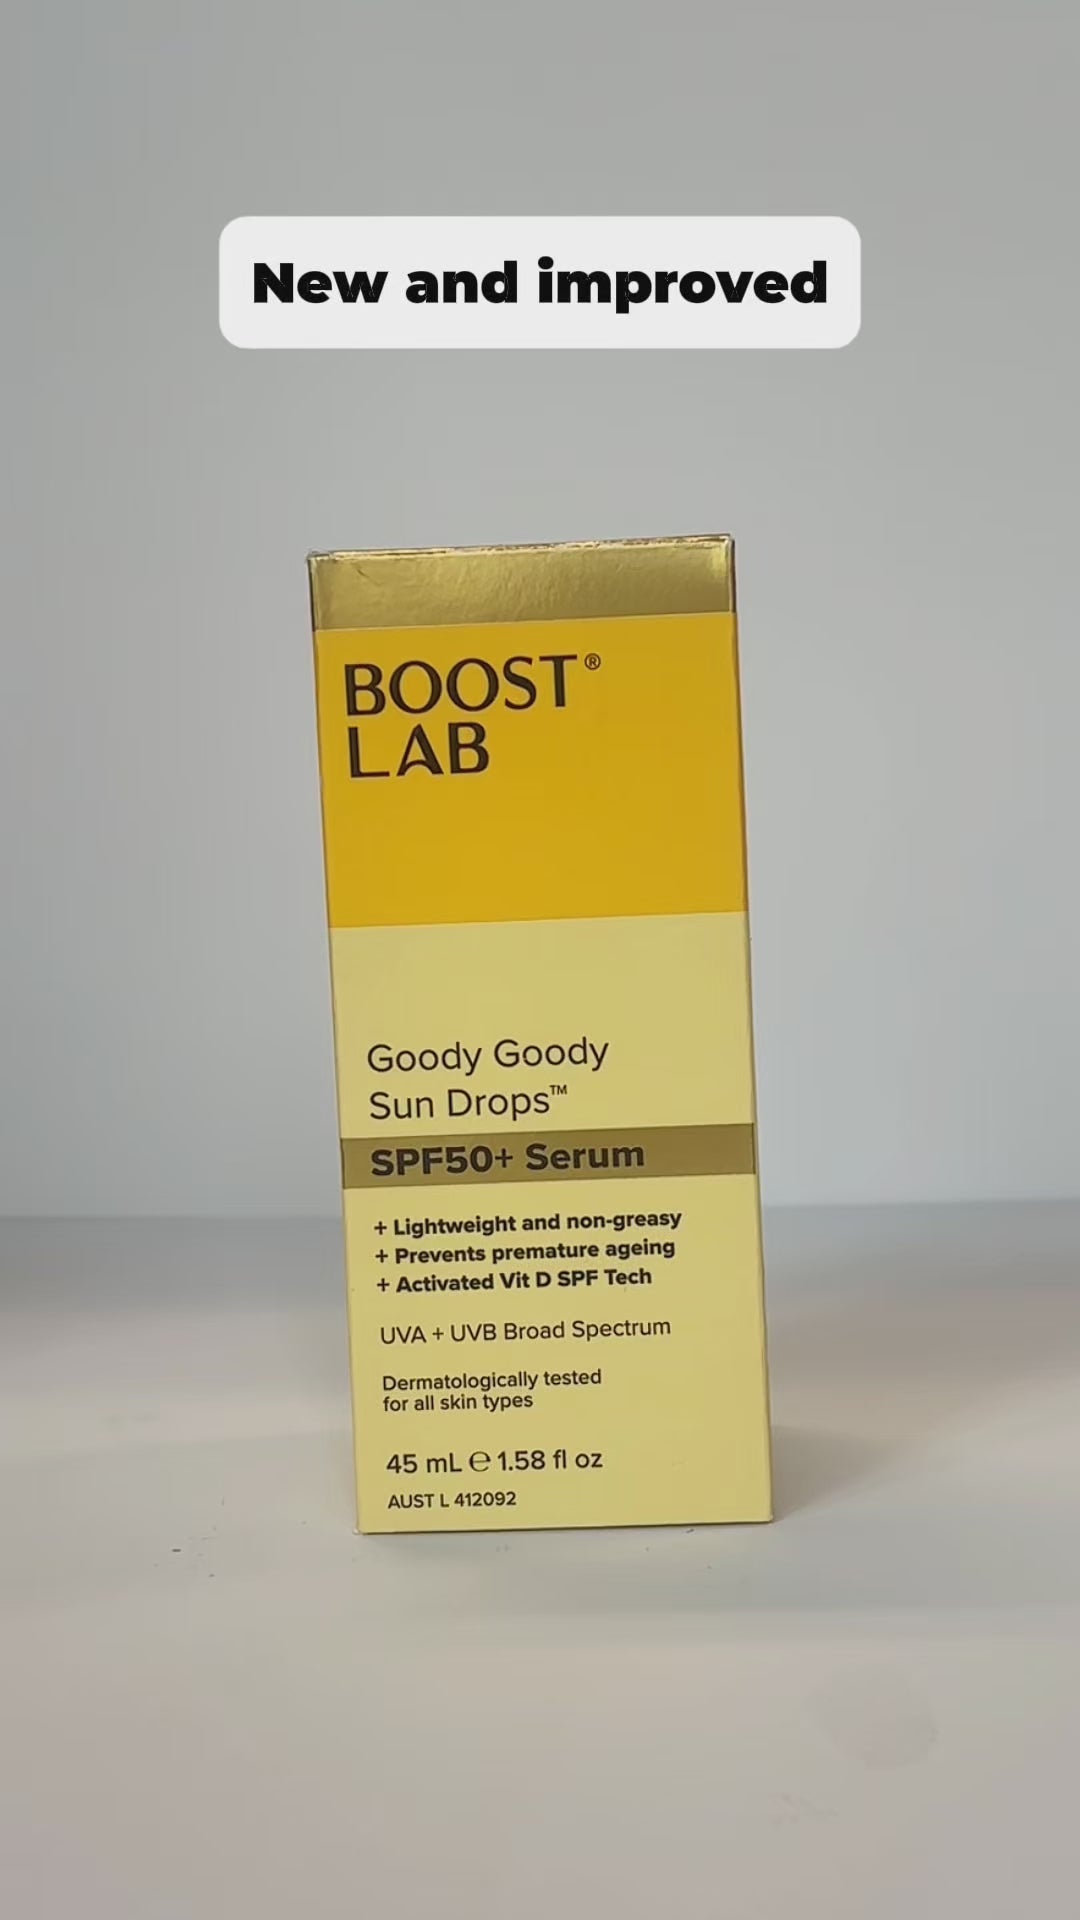 New and improved
BOOST®
LAB
Goody Goody
Sun Drops™
SPF50+ Serum
+ Lightweight and non-greasy
+ Prevents premature ageing
+ Activated Vit D SPF Tech
UVA + UVB Broad Spectrum
Dermatologically tested
for all skin types
45 mL ℮ 1.58 fl oz
AUST L 412092